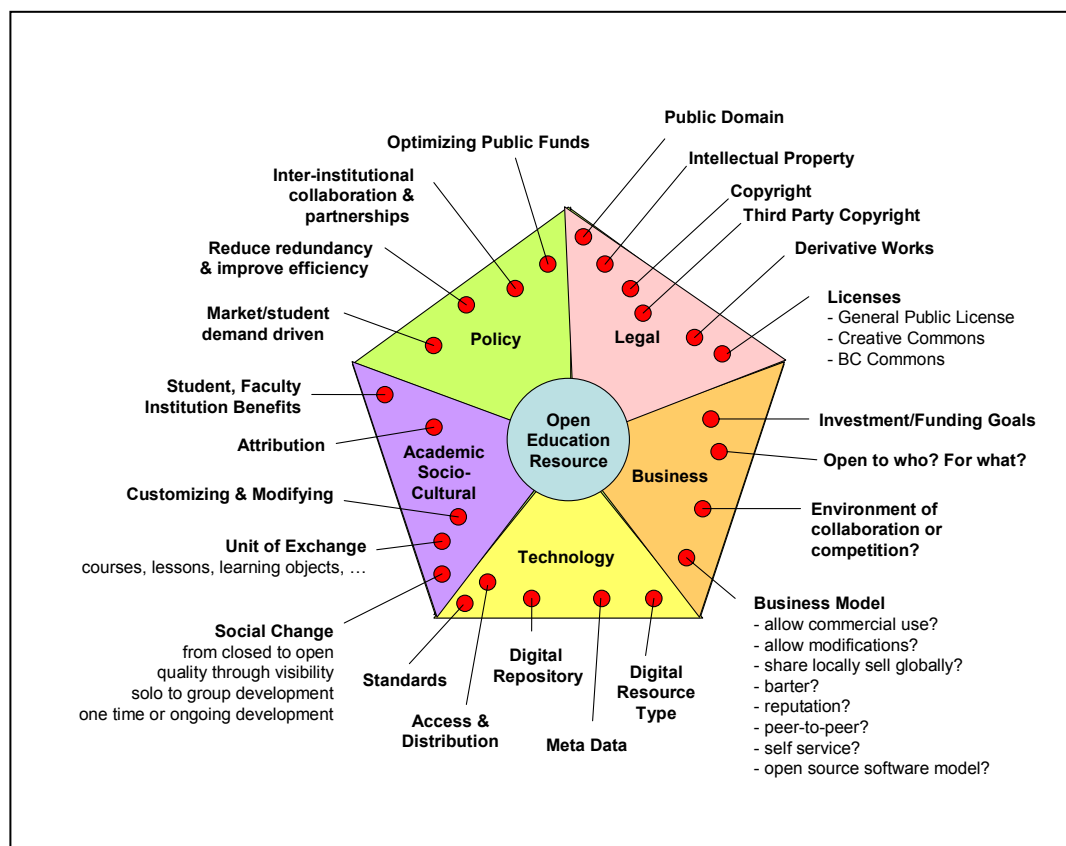 Public Domain
Optimizing Public Funds
Intellectual Property
Inter-institutional
collaboration &
partnerships
Copyright
Third Party Copyright
Reduce redundancy
& improve efficiency
Derivative Works
Market/student
demand driven
Licenses
- General Public License
- Creative Commons
- BC Commons
Policy
Legal
Student, Faculty
Institution Benefits
Attribution
Open
Education
Resource
Investment/Funding Goals
Open to who? For what?
Academic
Socio-
Cultural
Business
Customizing & Modifying
Environment of
collaboration or
competition?
Unit of Exchange
courses, lessons, learning objects, …
Technology
Social Change
from closed to open
quality through visibility
solo to group development
one time or ongoing development
Standards
Access &
Distribution
Digital
Repository
Meta Data
Digital
Resource
Type
Business Model
- allow commercial use?
- allow modifications?
- share locally sell globally?
- barter?
- reputation?
- peer-to-peer?
- self service?
- open source software model?